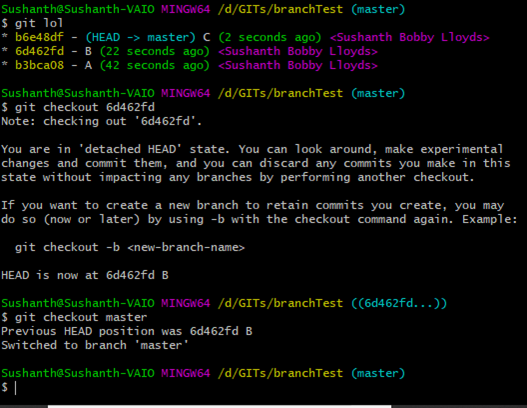 Sushanth@Sushanth-VAIO MINGW64 /d/GITs/branchTest (master)
$ git lol
* b6e48df - (HEAD -> master) C (2 seconds ago) <Sushanth Bobby Lloyds>
* 6d462fd - B (22 seconds ago) <Sushanth Bobby Lloyds>
* b3bca08 - A (42 seconds ago) <Sushanth Bobby Lloyds>
Sushanth@Sushanth-VAIO MINGW64 /d/GITs/branchTest (master)
$ git checkout 6d462fd
Note: checking out '6d462fd'.
You are in 'detached HEAD' state. You can look around, make experimental
changes and commit them, and you can discard any commits you make in this
state without impacting any branches by performing another checkout.
If you want to create a new branch to retain commits you create, you may
do so (now or later) by using -b with the checkout command again. Example:
git checkout -b <new-branch-name>
HEAD is now at 6d462fd B
Sushanth@Sushanth-VAIO MINGW64 /d/GITs/branchTest ((6d462fd...))
$ git checkout master
Previous HEAD position was 6d462fd B
Switched to branch 'master'
Sushanth@Sushanth-VAIO MINGW64 /d/GITs/branchTest (master)
$